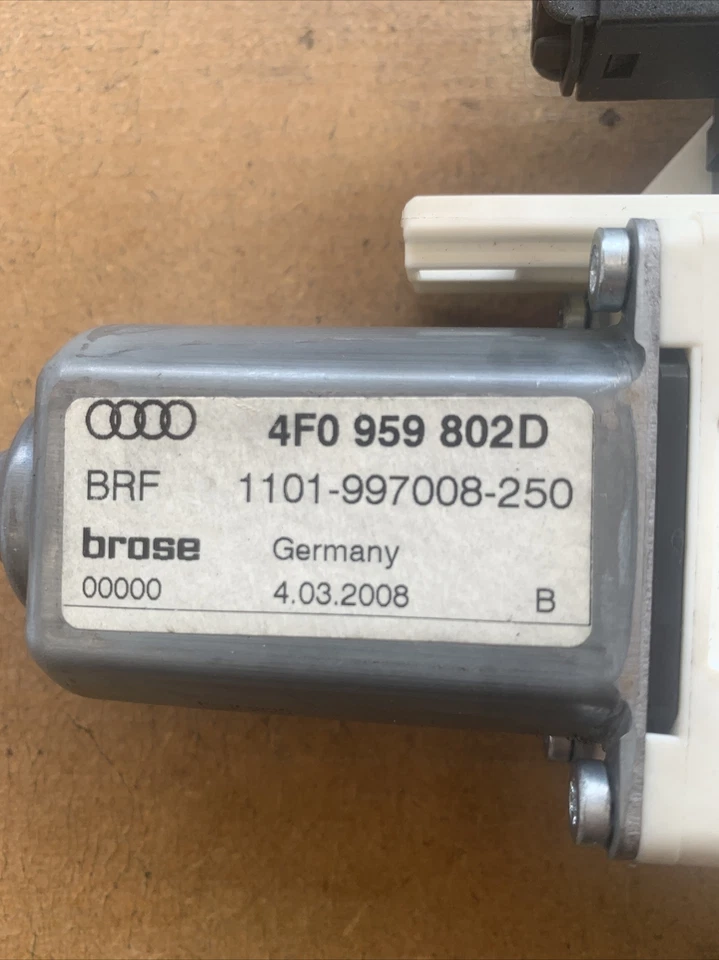 4F0 959 802D
BRF 1101-997008-250
brose Germany
00000 4.03.2008 B